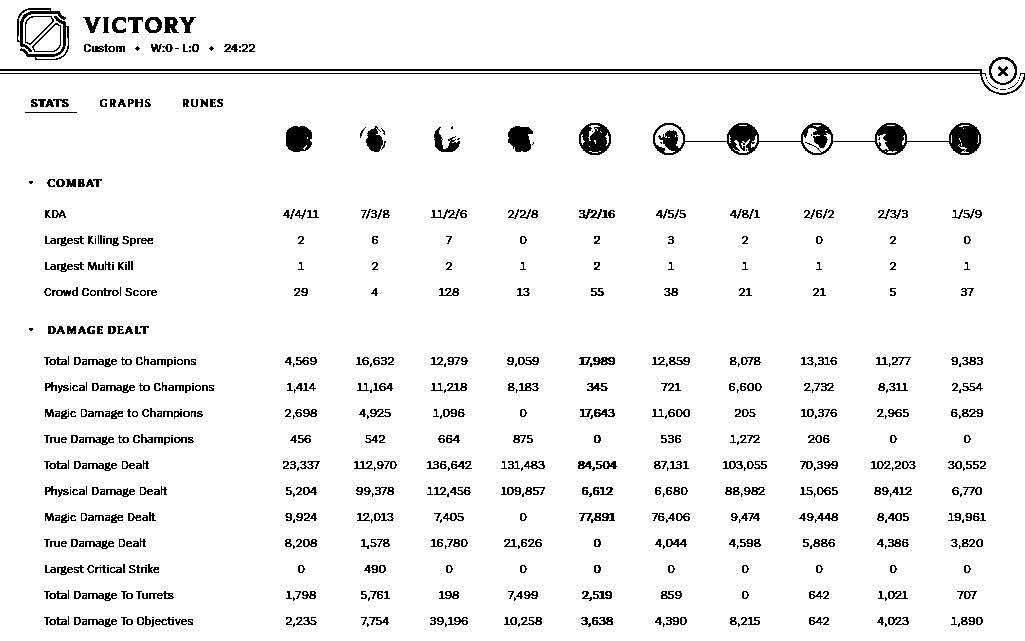 VICTORY
Custom • W:0 - L:0 • 24:22
STATS GRAPHS RUNES
COMBAT
KDA 4/4/11 7/3/8 11/2/6 2/2/8 3/2/16 4/5/5 4/8/1 2/6/2 2/3/3 1/5/9
Largest Killing Spree 2 6 7 0 2 3 2 0 2 0
Largest Multi Kill 1 2 2 1 2 1 1 1 2 1
Crowd Control Score 29 4 128 13 55 38 21 21 5 37
DAMAGE DEALT
Total Damage to Champions 4,569 16,632 12,979 9,059 17,989 12,859 8,078 13,316 11,277 9,383
Physical Damage to Champions 1,414 11,164 11,218 8,183 345 721 6,600 2,732 8,311 2,554
Magic Damage to Champions 2,698 4,925 1,096 0 17,643 11,600 205 10,376 2,965 6,829
True Damage to Champions 456 542 664 875 0 536 1,272 206 0 0
Total Damage Dealt 23,337 112,970 136,642 131,483 84,504 87,131 103,055 70,399 102,203 30,552
Physical Damage Dealt 5,204 99,378 112,456 109,857 6,612 6,680 88,982 15,065 89,412 6,770
Magic Damage Dealt 9,924 12,013 7,405 0 77,891 76,406 9,474 49,448 8,405 19,961
True Damage Dealt 8,208 1,578 16,780 21,626 0 4,044 4,598 5,886 4,386 3,820
Largest Critical Strike 0 490 0 0 0 0 0 0 0 0
Total Damage To Turrets 1,798 5,761 198 7,499 2,519 859 0 642 1,021 707
Total Damage To Objectives 2,235 7,754 39,196 10,258 3,638 4,390 8,215 642 4,023 1,890